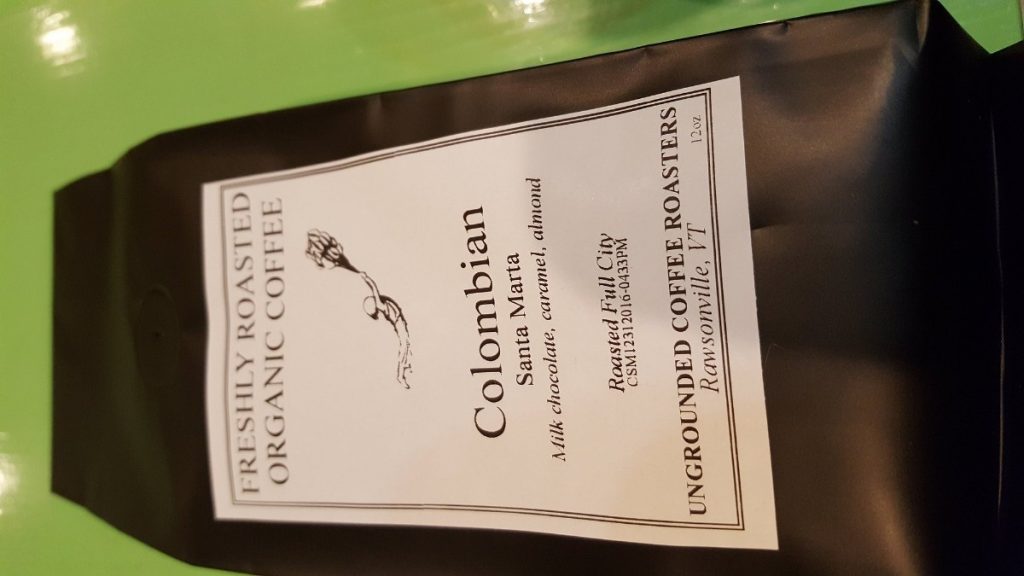 FRESHLY ROASTED
ORGANIC COFFEE
Colombian
Santa Marta
Milk chocolate, caramel, almond
Roasted Full City
CSM12312016-0433PM
UNGROUNDED COFFEE ROASTERS
Rawsonville, VT
12oz